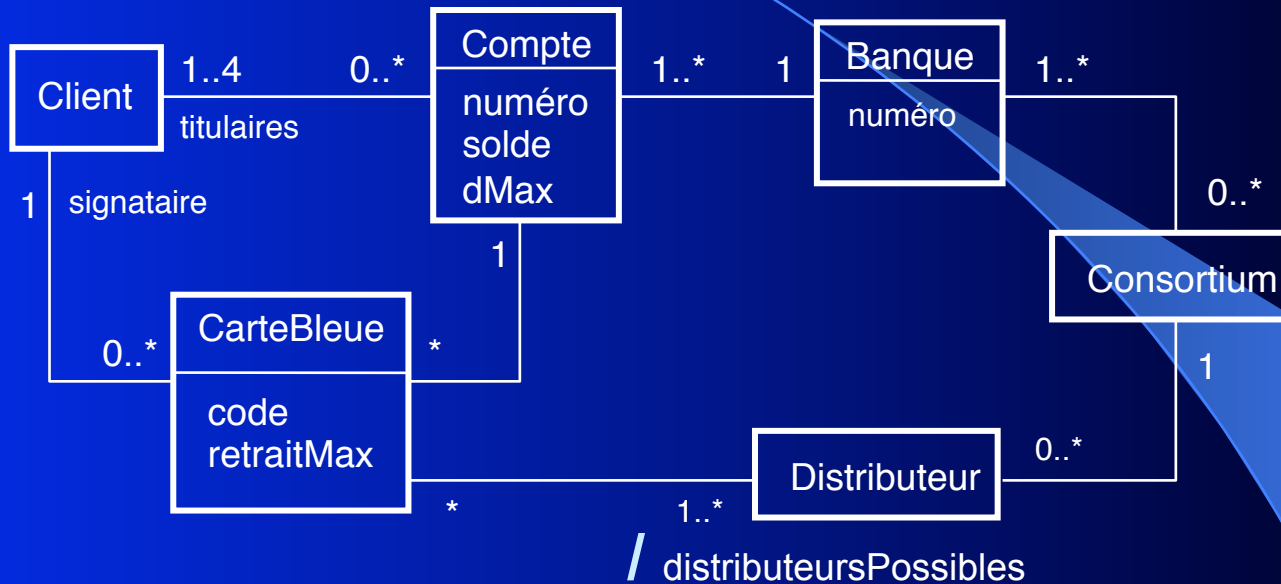 Client
1..4
titulaires
0..*
Compte
numéro
solde
dMax
1..*
1
Banque
numéro
1..*
0..*
Consortium
1
0..*
1
signataire
0..*
CarteBleue
code
retraitMax
*
1
*
1..*
Distributeur
/ distributeursPossibles